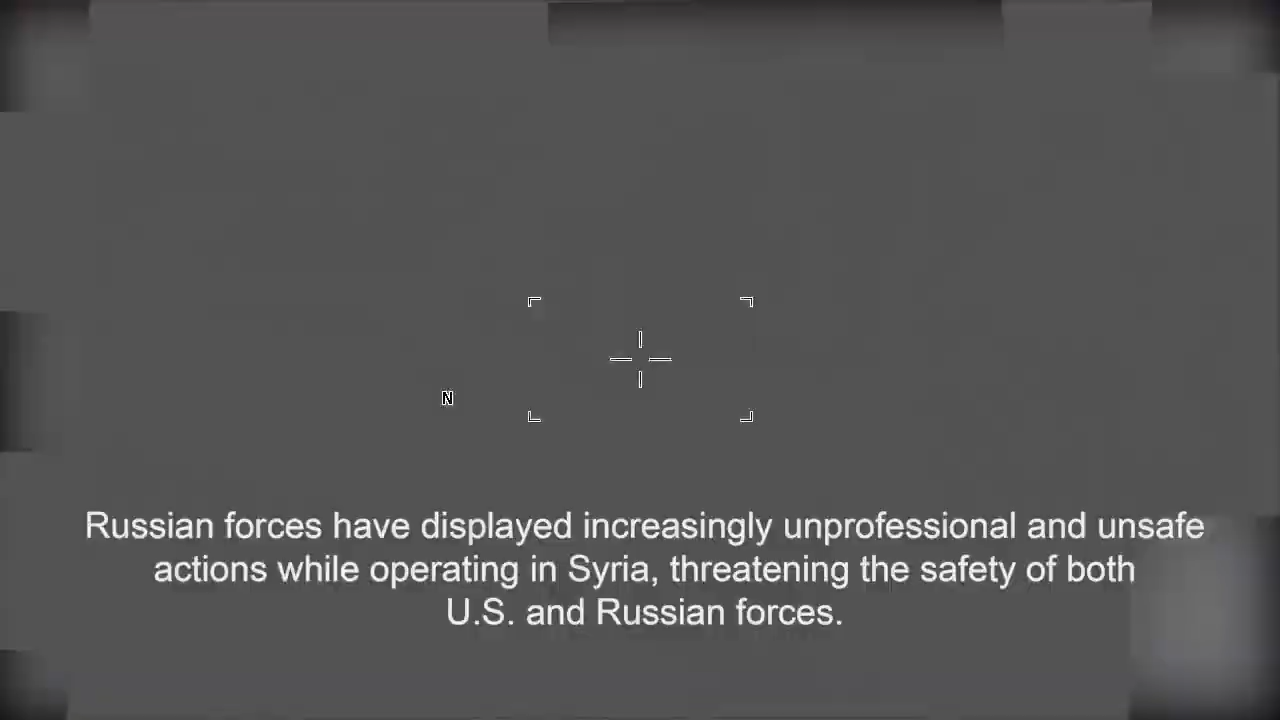 N
Russian forces have displayed increasingly unprofessional and unsafe
actions while operating in Syria, threatening the safety of both
U.S. and Russian forces.